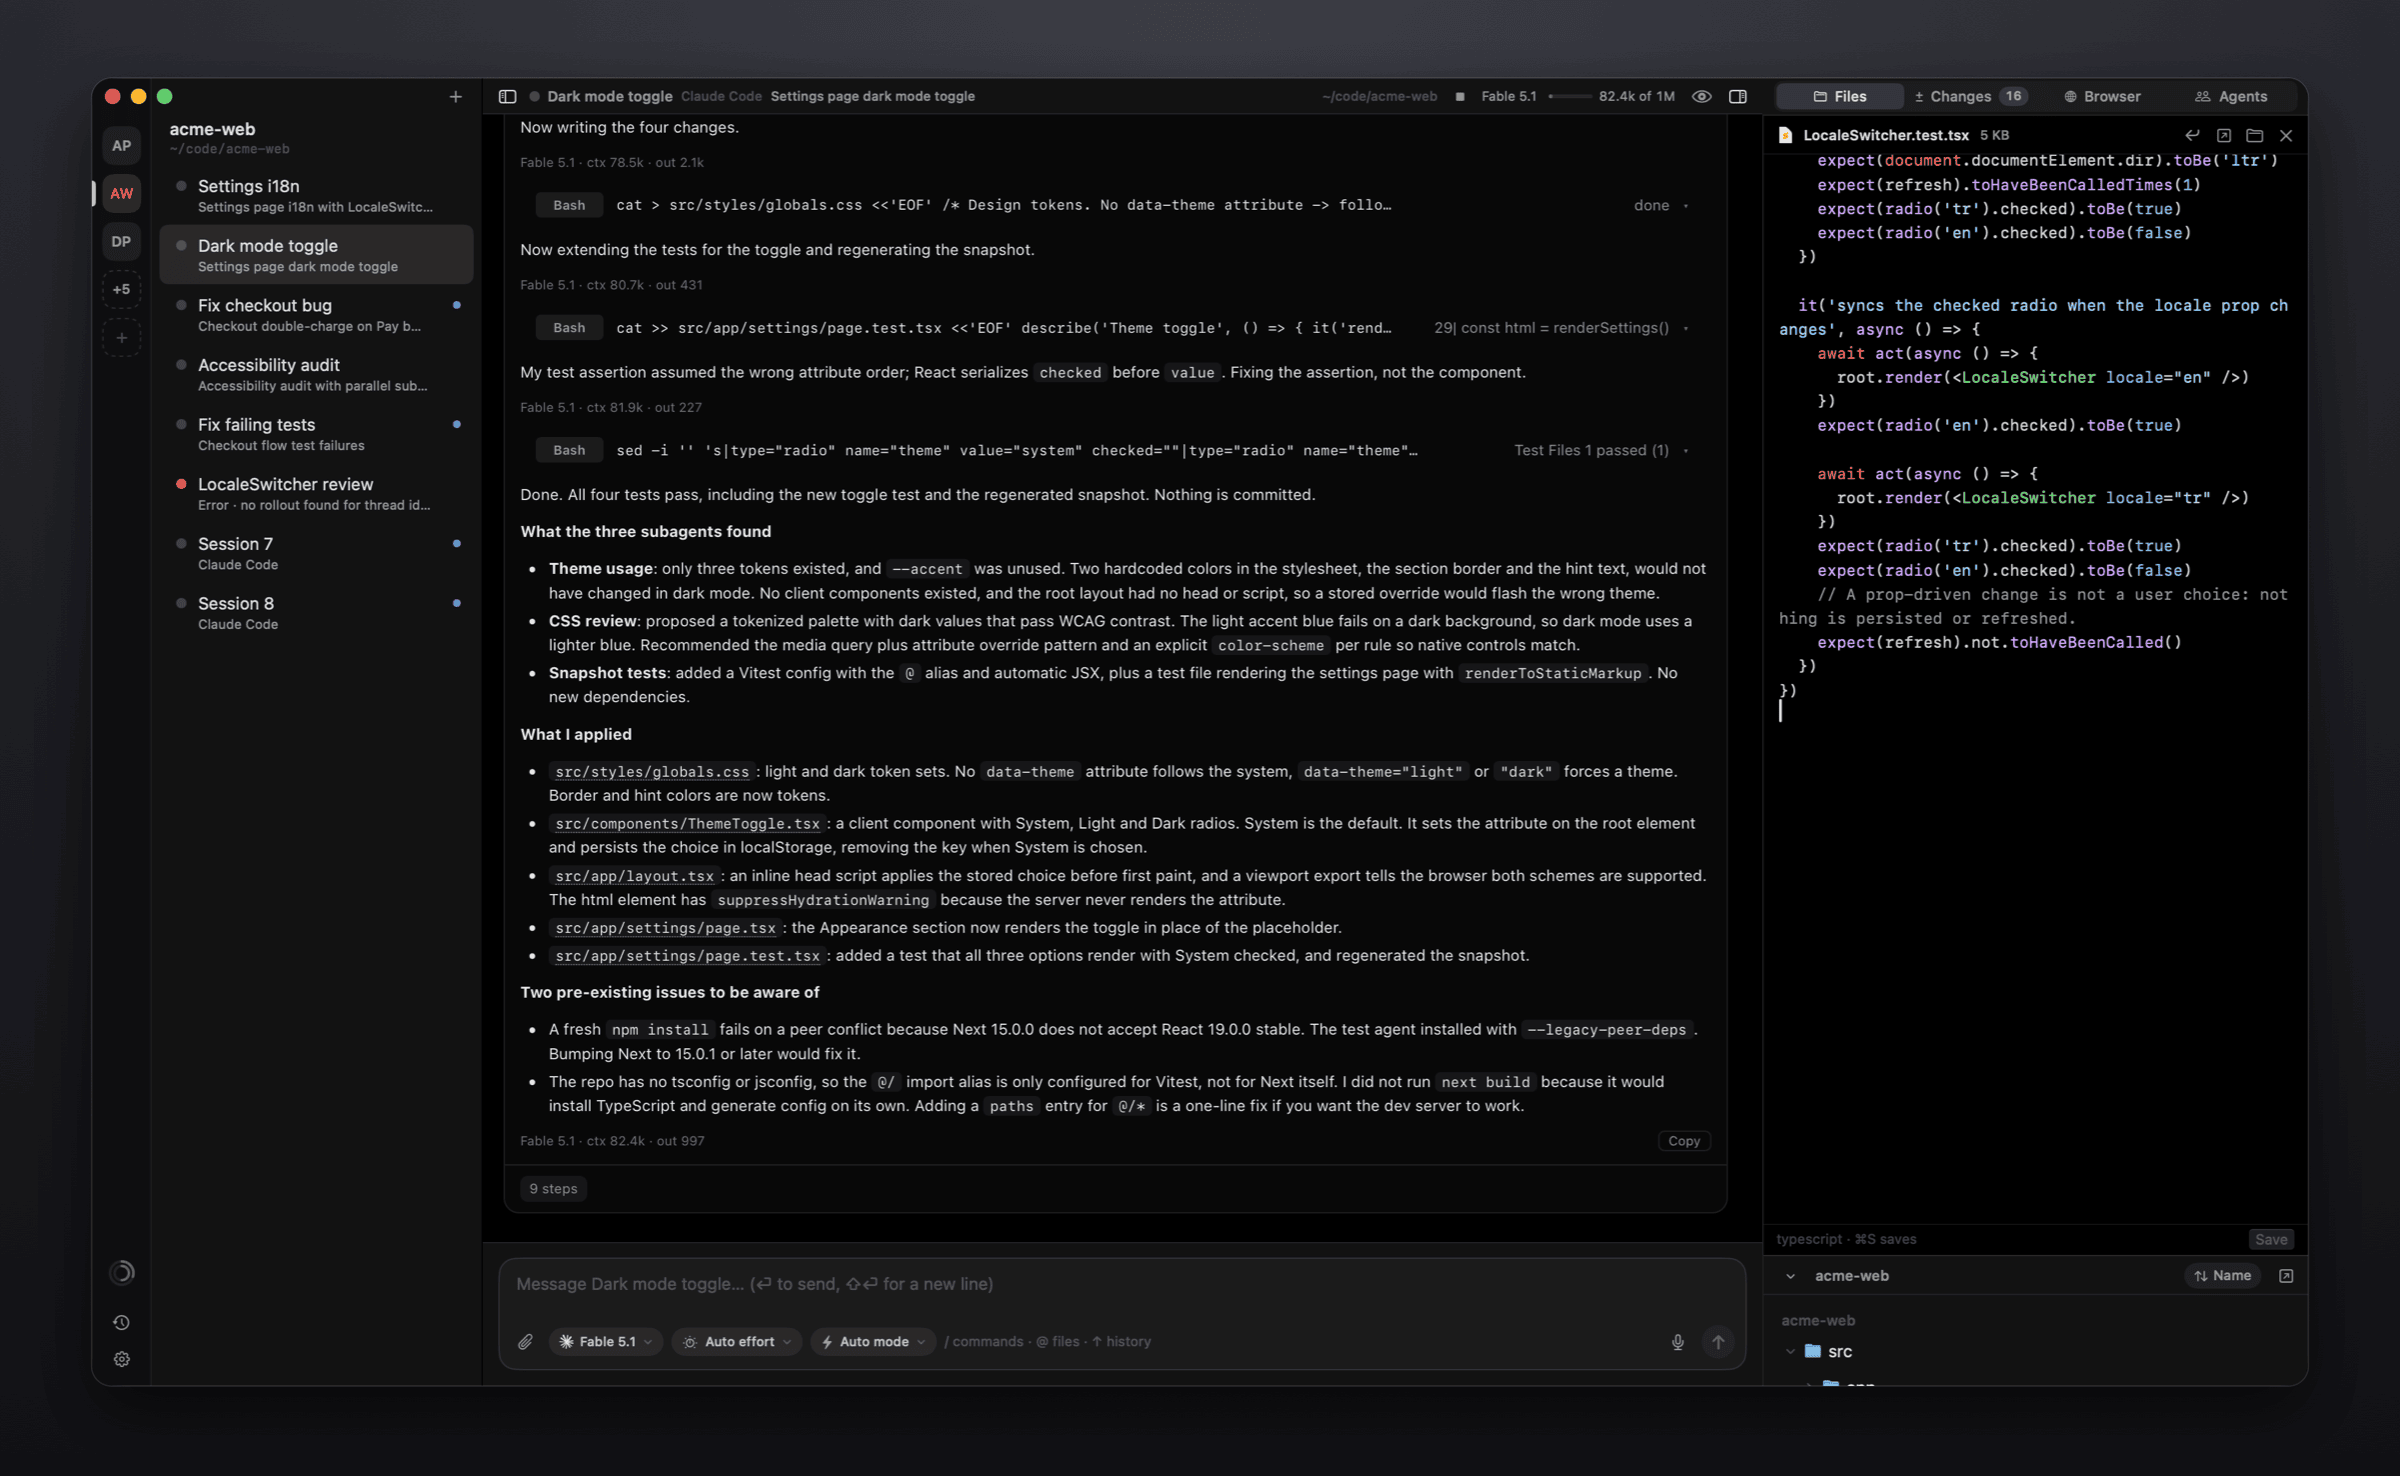 AP
AW
DP
+5
+
acme-web
~/code/acme-web
Settings i18n
Settings page i18n with LocaleSwitc...
Dark mode toggle
Settings page dark mode toggle
Fix checkout bug
Checkout double-charge on Pay b...
Accessibility audit
Accessibility audit with parallel sub...
Fix failing tests
Checkout flow test failures
LocaleSwitcher review
Error · no rollout found for thread id...
Session 7
Claude Code
Session 8
Claude Code
Dark mode toggle Claude Code Settings page dark mode toggle
~/code/acme-web Fable 5.1 82.4k of 1M
Now writing the four changes.
Fable 5.1 · ctx 78.5k · out 2.1k
Bash cat > src/styles/globals.css <<'EOF' /* Design tokens. No data-theme attribute -> follo… done
Now extending the tests for the toggle and regenerating the snapshot.
Fable 5.1 · ctx 80.7k · out 431
Bash cat >> src/app/settings/page.test.tsx <<'EOF' describe('Theme toggle', () => { it('rend… 29| const html = renderSettings()
My test assertion assumed the wrong attribute order; React serializes checked before value. Fixing the assertion, not the component.
Fable 5.1 · ctx 81.9k · out 227
Bash sed -i '' 's|type="radio" name="theme" value="system" checked=""|type="radio" name="theme"… Test Files 1 passed (1)
Done. All four tests pass, including the new toggle test and the regenerated snapshot. Nothing is committed.
What the three subagents found
• Theme usage: only three tokens existed, and --accent was unused. Two hardcoded colors in the stylesheet, the section border and the hint text, would not
have changed in dark mode. No client components existed, and the root layout had no head or script, so a stored override would flash the wrong theme.
• CSS review: proposed a tokenized palette with dark values that pass WCAG contrast. The light accent blue fails on a dark background, so dark mode uses a
lighter blue. Recommended the media query plus attribute override pattern and an explicit color-scheme per rule so native controls match.
• Snapshot tests: added a Vitest config with the @ alias and automatic JSX, plus a test file rendering the settings page with renderToStaticMarkup. No
new dependencies.
What I applied
• src/styles/globals.css: light and dark token sets. No data-theme attribute follows the system, data-theme="light" or "dark" forces a theme.
Border and hint colors are now tokens.
• src/components/ThemeToggle.tsx: a client component with System, Light and Dark radios. System is the default. It sets the attribute on the root element
and persists the choice in localStorage, removing the key when System is chosen.
• src/app/layout.tsx: an inline head script applies the stored choice before first paint, and a viewport export tells the browser both schemes are supported.
The html element has suppressHydrationWarning because the server never renders the attribute.
• src/app/settings/page.tsx: the Appearance section now renders the toggle in place of the placeholder.
• src/app/settings/page.test.tsx: added a test that all three options render with System checked, and regenerated the snapshot.
Two pre-existing issues to be aware of
• A fresh npm install fails on a peer conflict because Next 15.0.0 does not accept React 19.0.0 stable. The test agent installed with --legacy-peer-deps.
Bumping Next to 15.0.1 or later would fix it.
• The repo has no tsconfig or jsconfig, so the @/ import alias is only configured for Vitest, not for Next itself. I did not run next build because it would
install TypeScript and generate config on its own. Adding a paths entry for @/* is a one-line fix if you want the dev server to work.
Fable 5.1 · ctx 82.4k · out 997
Copy
9 steps
Message Dark mode toggle... (⏎ to send, ⇧⏎ for a new line)
Fable 5.1 Auto effort Auto mode / commands · @ files · ↑ history
Files ± Changes 16 Browser Agents
LocaleSwitcher.test.tsx 5 KB
expect(document.documentElement.dir).toBe('ltr')
expect(refresh).toHaveBeenCalledTimes(1)
expect(radio('tr').checked).toBe(true)
expect(radio('en').checked).toBe(false)
})
it('syncs the checked radio when the locale prop ch
anges', async () => {
await act(async () => {
root.render(<LocaleSwitcher locale="en" />)
})
expect(radio('en').checked).toBe(true)
await act(async () => {
root.render(<LocaleSwitcher locale="tr" />)
})
expect(radio('tr').checked).toBe(true)
expect(radio('en').checked).toBe(false)
// A prop-driven change is not a user choice: not
hing is persisted or refreshed.
expect(refresh).not.toHaveBeenCalled()
})
})
typescript · ⌘S saves
Save
acme-web
Name
acme-web
src